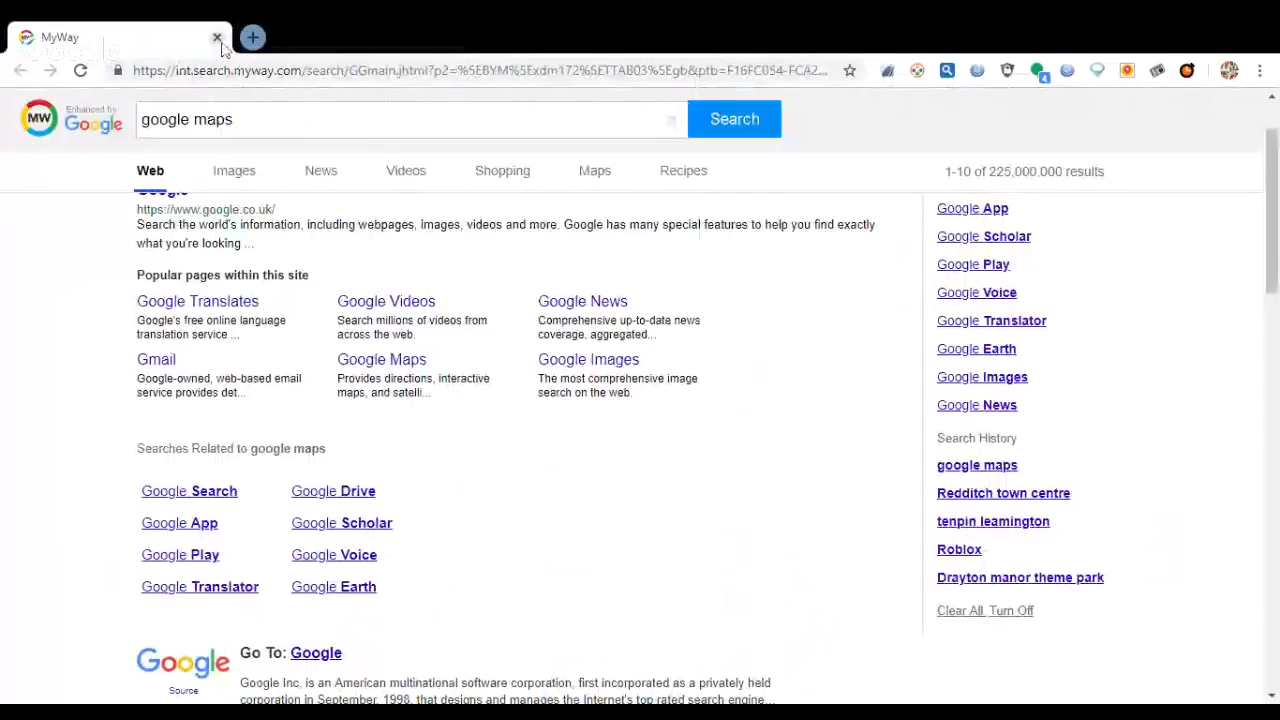 MyWay
https://int.search.myway.com/search/GGmain.jhtml?p2=%5EBYM%5Exdm172%5ETTAB03%5Egb&ptb=F16FC054-FCA2...
MW
Enhanced by
Google
google maps
Search
Web Images News Videos Shopping Maps Recipes
1-10 of 225,000,000 results
Google
https://www.google.co.uk/
Search the world's information, including webpages, images, videos and more. Google has many special features to help you find exactly
what you're looking ...
Popular pages within this site
Google Translates
Google's free online language
translation service ...
Google Videos
Search millions of videos from
across the web.
Google News
Comprehensive up-to-date news
coverage, aggregated...
Gmail
Google-owned, web-based email
service provides det...
Google Maps
Provides directions, interactive
maps, and satelli...
Google Images
The most comprehensive image
search on the web.
Searches Related to google maps
Google Search
Google App
Google Play
Google Translator
Google Drive
Google Scholar
Google Voice
Google Earth
Google
Source
Go To: Google
Google Inc. is an American multinational software corporation, first incorporated as a privately held
corporation in September, 1998, that designs and manages the Internet's top rated search engine...
Google App
Google Scholar
Google Play
Google Voice
Google Translator
Google Earth
Google Images
Google News
Search History
google maps
Redditch town centre
tenpin leamington
Roblox
Drayton manor theme park
Clear All, Turn Off